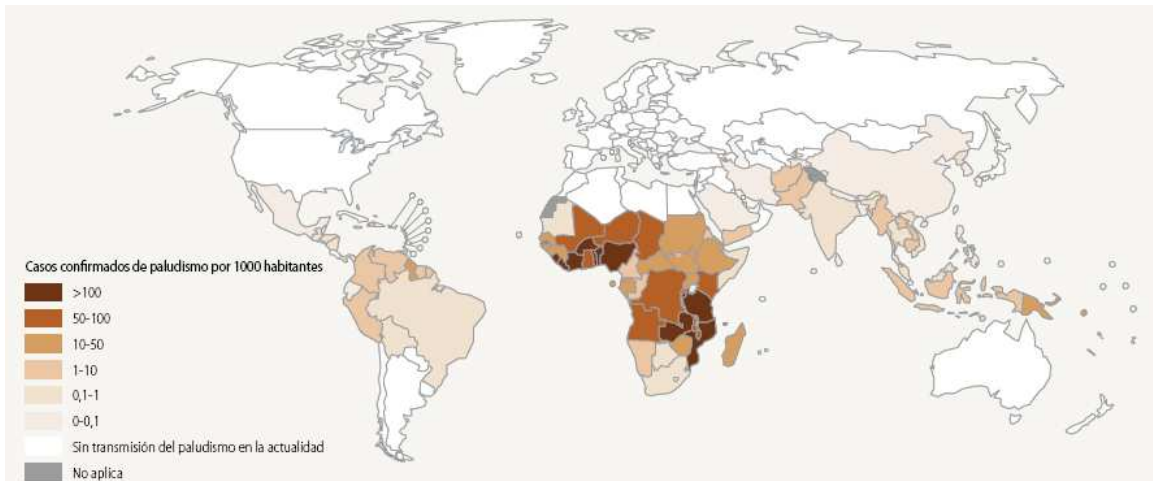 Casos confirmados de paludismo por 1000 habitantes
>100
50-100
10-50
1-10
0,1-1
0-0,1
Sin transmisión del paludismo en la actualidad
No aplica